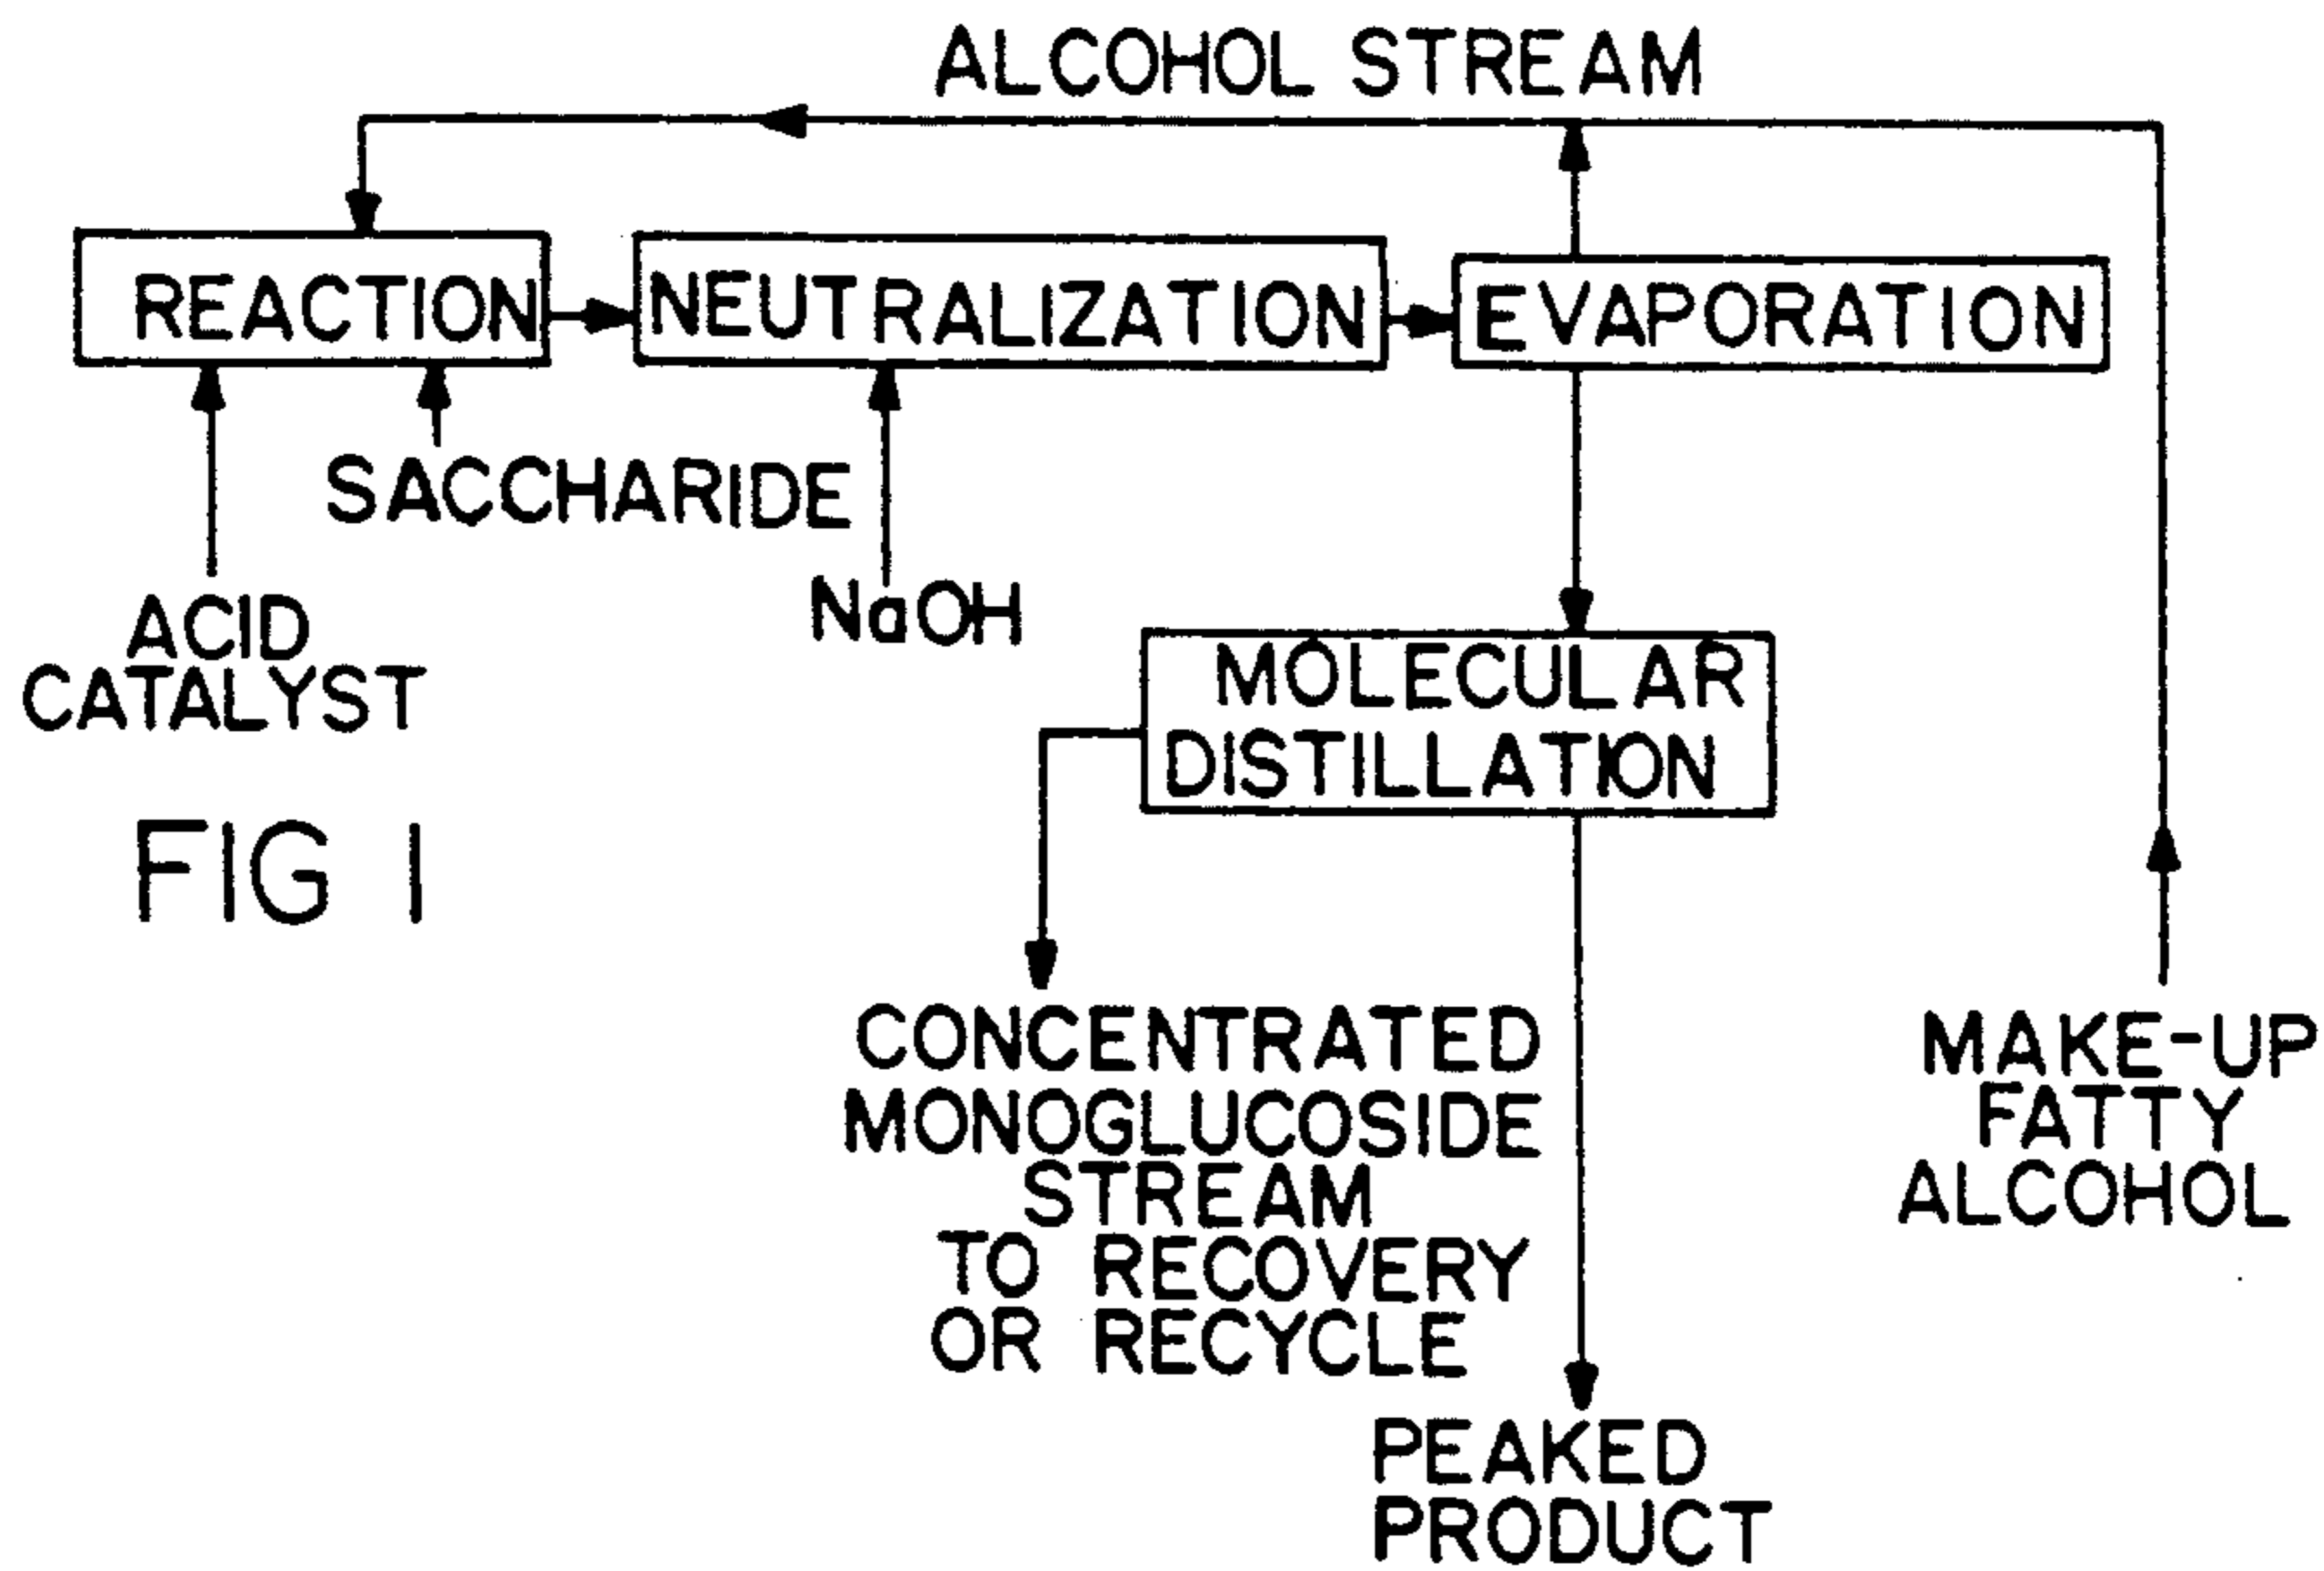 ALCOHOL STREAM
REACTION
NEUTRALIZATION
EVAPORATION
SACCHARIDE
ACID
CATALYST
NaOH
MOLECULAR
DISTILLATION
FIG 1
CONCENTRATED
MONOGLUCOSIDE
STREAM
TO RECOVERY
OR RECYCLE
MAKE-UP
FATTY
ALCOHOL
PEAKED
PRODUCT